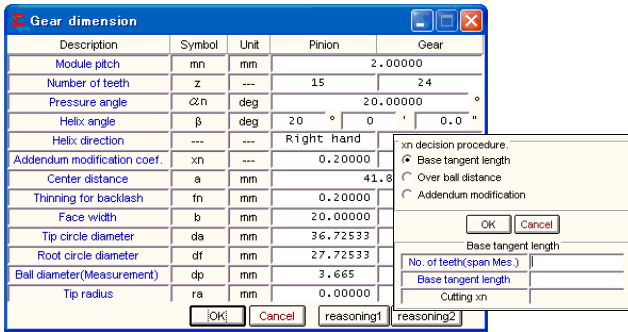 Σ Gear dimension
Description Symbol Unit Pinion Gear
Module pitch mn mm 2.00000
Number of teeth z --- 15 24
Pressure angle αn deg 20.00000 °
Helix angle β deg 20 ° 0 ' 0.0 "
Helix direction --- --- Right hand
Addendum modification coef. xn --- 0.20000
Center distance a mm 41.8
Thinning for backlash fn mm 0.20000
Face width b mm 20.00000
Tip circle diameter da mm 36.72533
Root circle diameter df mm 27.72533
Ball diameter(Measurement) dp mm 3.665
Tip radius ra mm 0.00000
OK Cancel reasoning1 reasoning2
xn decision procedure.
Base tangent length
Over ball distance
Addendum modification
OK Cancel
Base tangent length
No. of teeth(span Mes.)
Base tangent length
Cutting xn